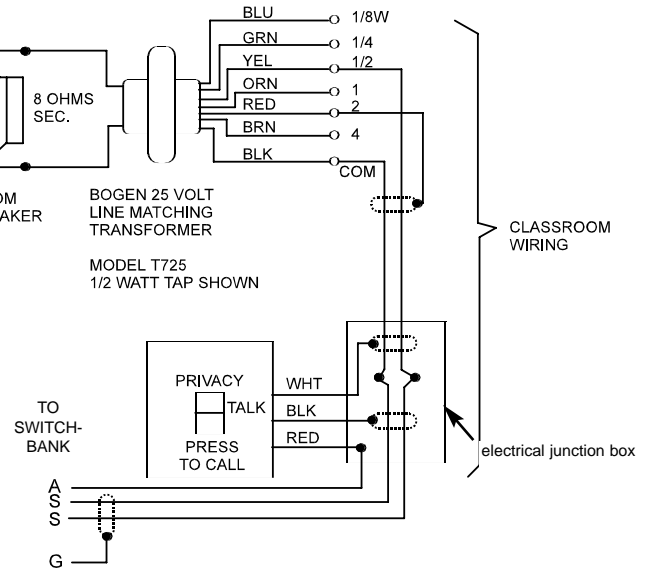 BLU
1/8W
GRN
1/4
YEL
1/2
ORN
1
RED
2
BRN
4
BLK
COM
8 OHMS
SEC.
OM
AKER
BOGEN 25 VOLT
LINE MATCHING
TRANSFORMER
MODEL T725
1/2 WATT TAP SHOWN
CLASSROOM
WIRING
PRIVACY
TALK
PRESS
TO CALL
WHT
BLK
RED
electrical junction box
TO
SWITCH-
BANK
A
S
S
G